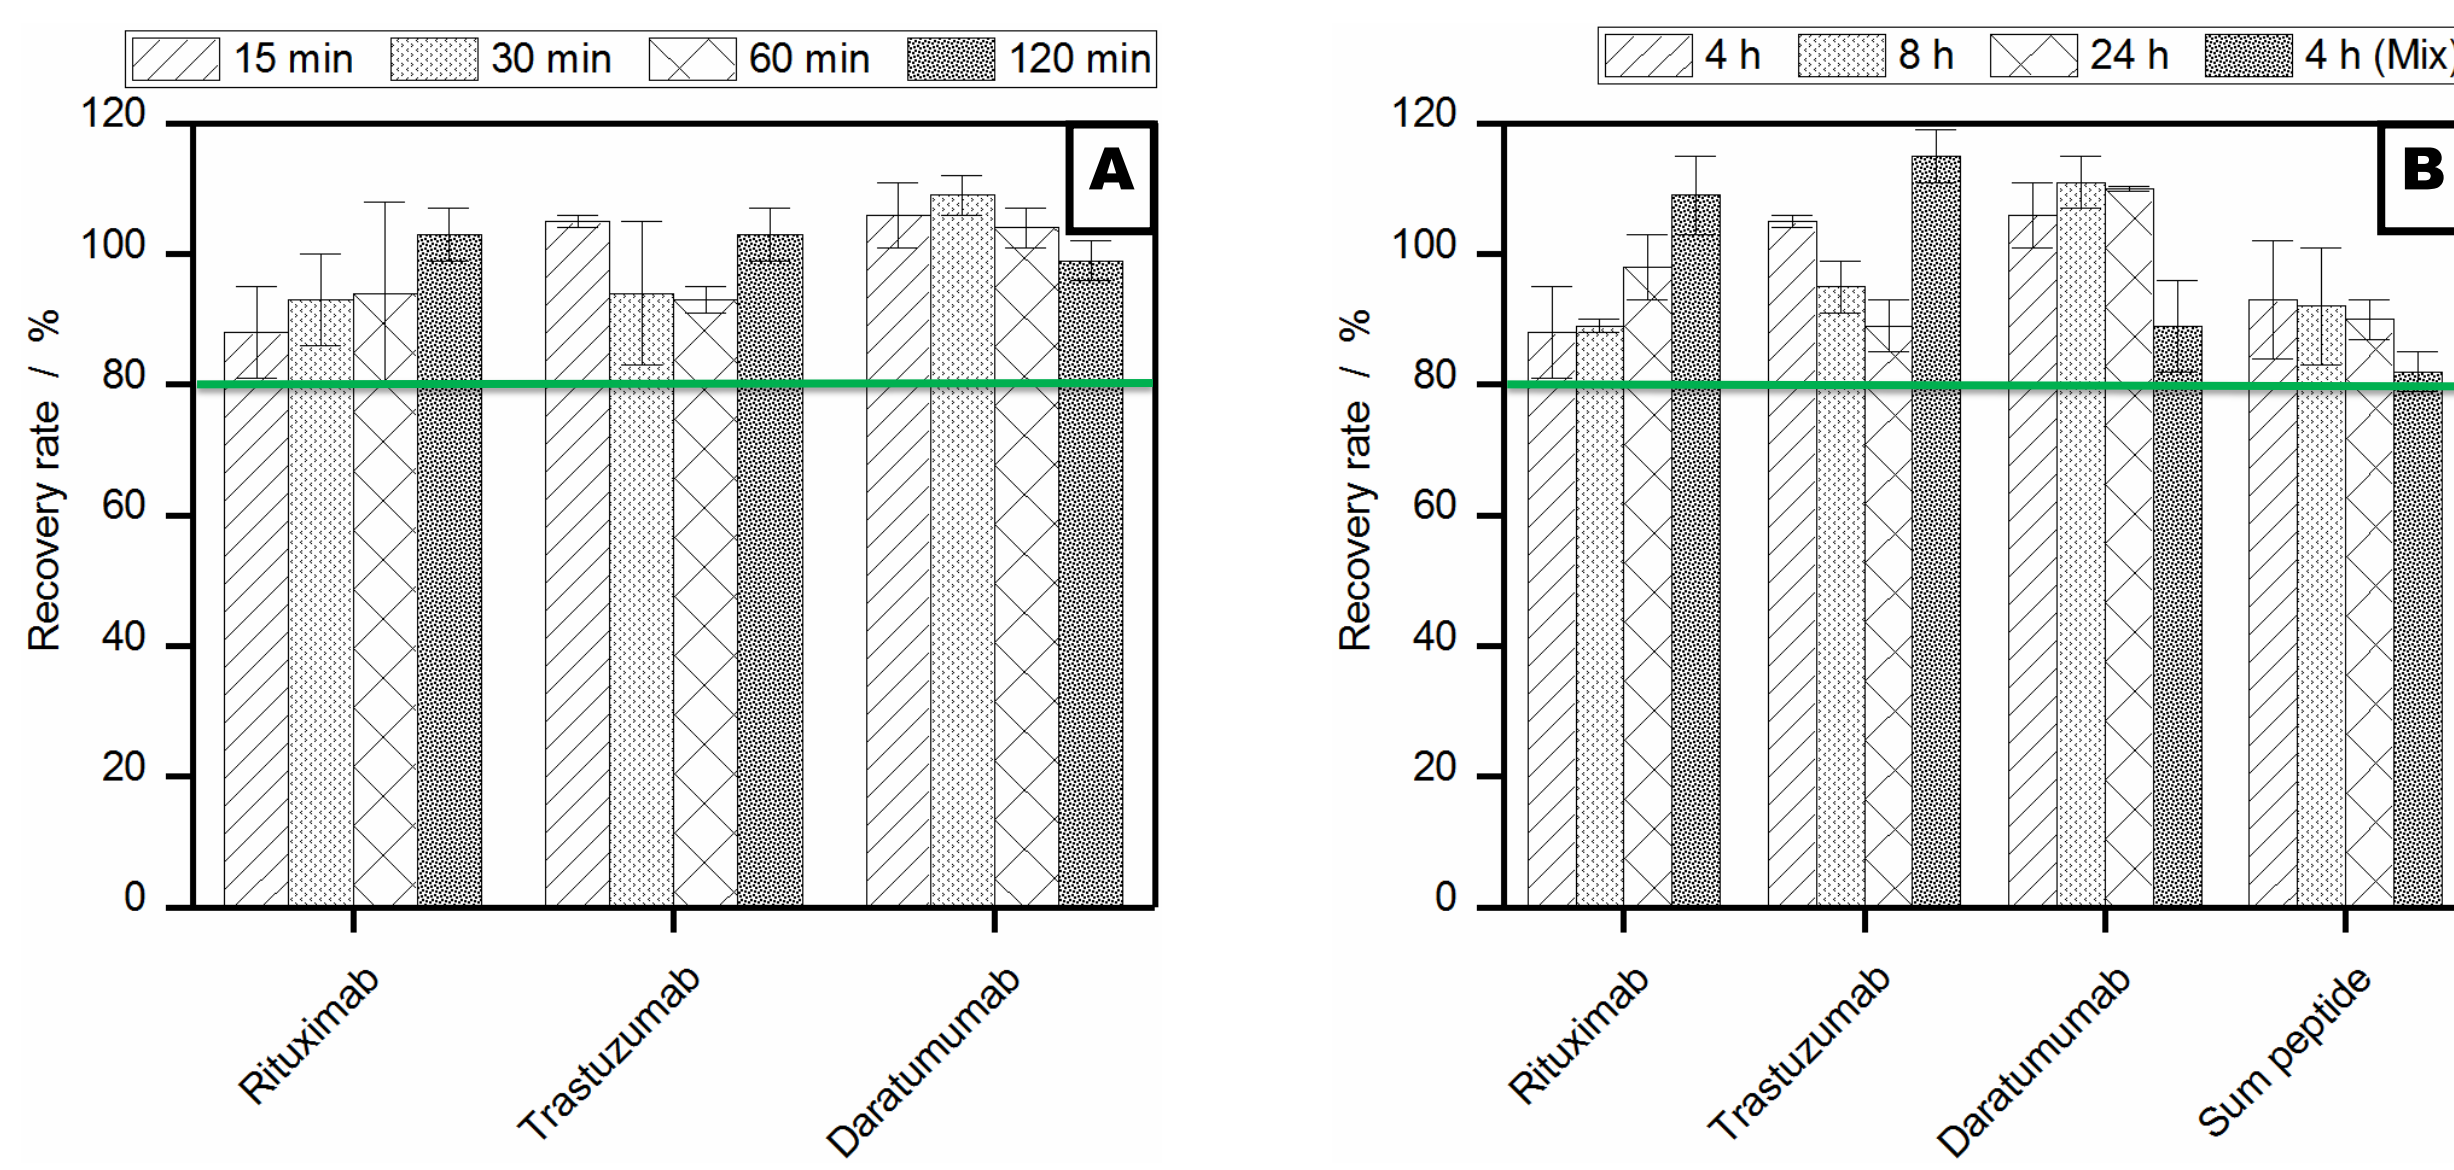 15 min 30 min 60 min 120 min
A
Recovery rate / %
120
100
80
60
40
20
0
Rituximab
Trastuzumab
Daratumumab
4 h 8 h 24 h 4 h (Mix)
B
Recovery rate / %
120
100
80
60
40
20
0
Rituximab
Trastuzumab
Daratumumab
Sum peptide